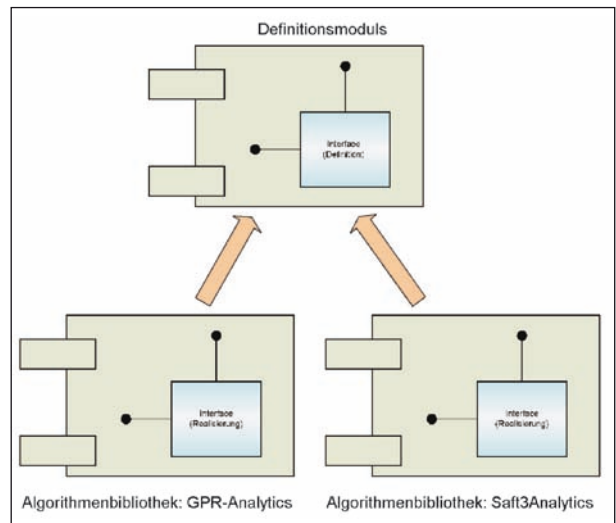 Definitionsmoduls
Interface
(Definition)
Interface
(Realisierung)
Interface
(Realisierung)
Algorithmenbibliothek: GPR-Analytics
Algorithmenbibliothek: Saft3Analytics